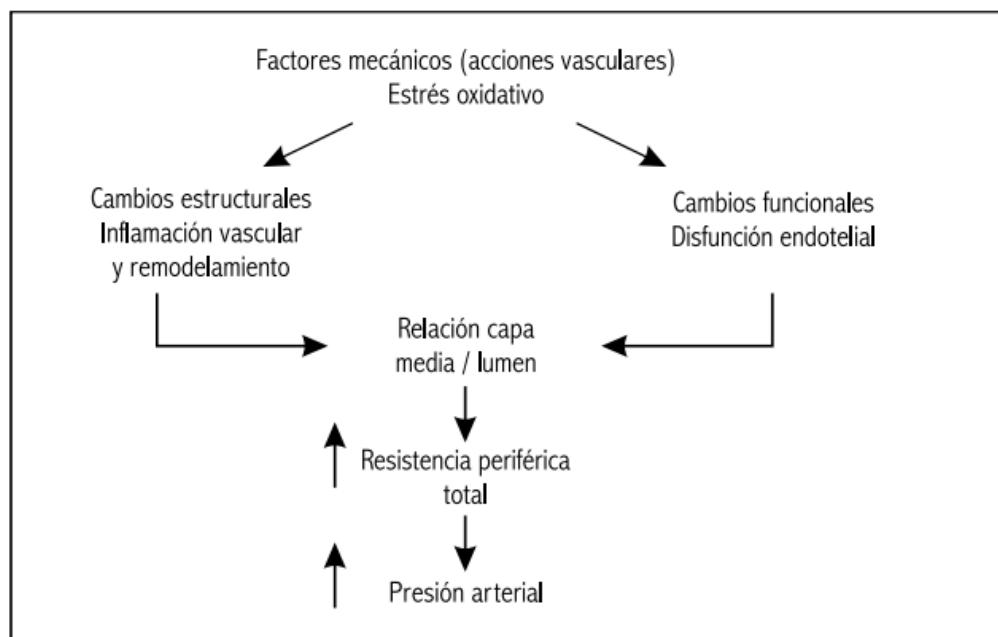 Factores mecánicos (acciones vasculares)
Estrés oxidativo
Cambios estructurales
Inflamación vascular
y remodelamiento
Cambios funcionales
Disfunción endotelial
Relación capa
media / lumen
Resistencia periférica
total
Presión arterial